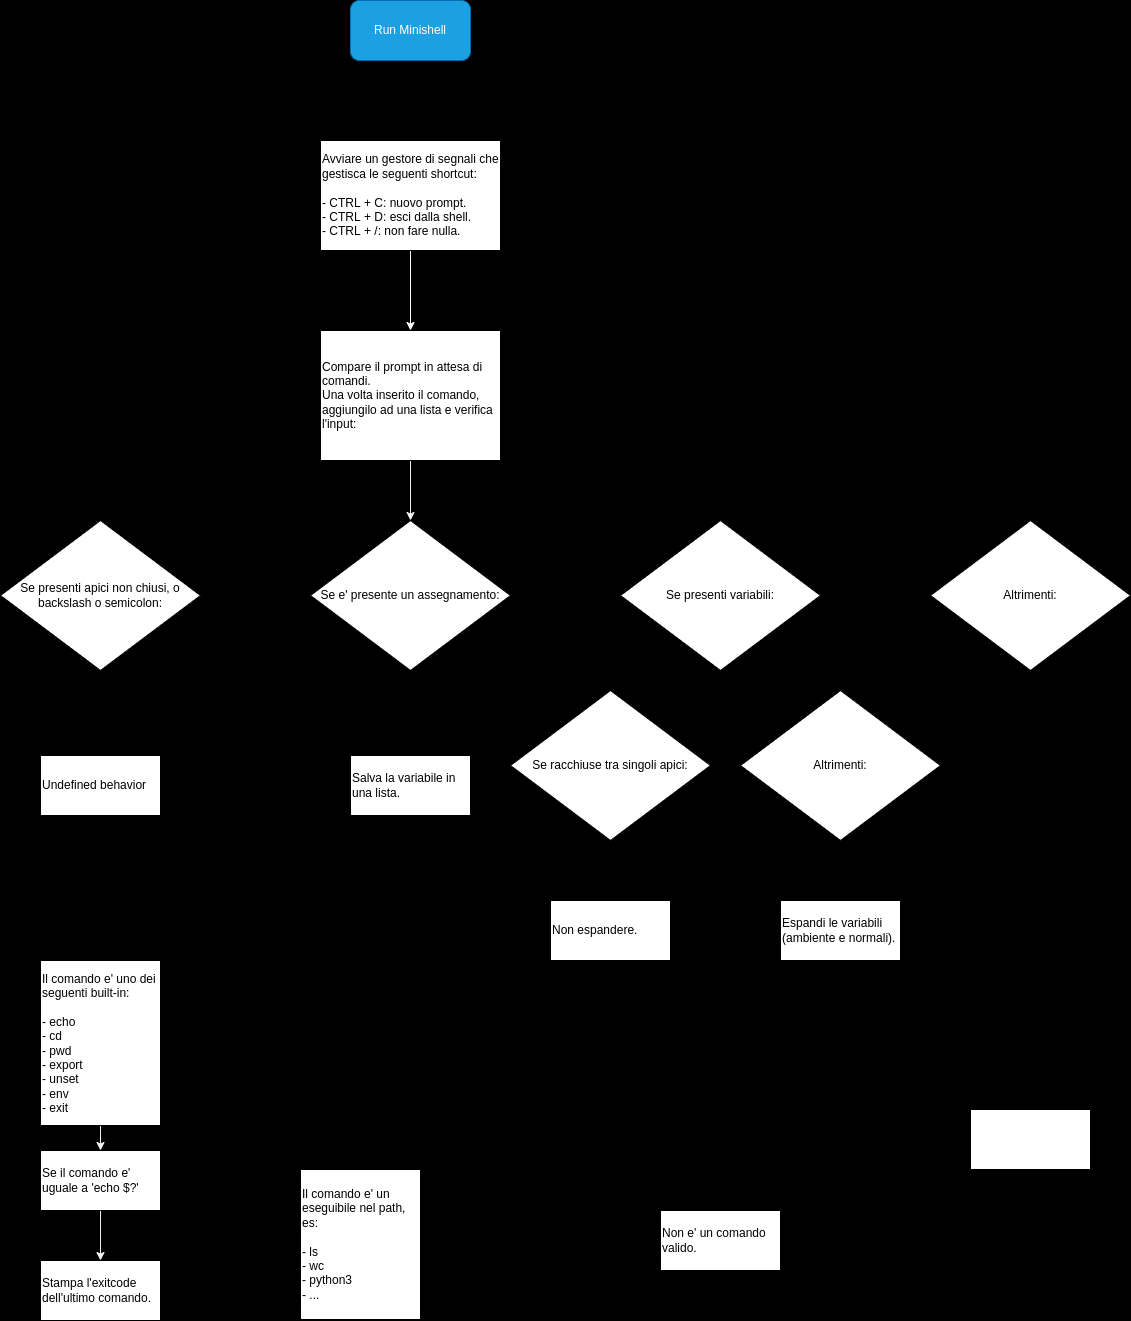 Run Minishell
Avviare un gestore di segnali che
gestisca le seguenti shortcut:
- CTRL + C: nuovo prompt.
- CTRL + D: esci dalla shell.
- CTRL + /: non fare nulla.
Compare il prompt in attesa di
comandi.
Una volta inserito il comando,
aggiungilo ad una lista e verifica
l'input:
Se presenti apici non chiusi, o
backslash o semicolon:
Se e' presente un assegnamento:
Se presenti variabili:
Altrimenti:
Se racchiuse tra singoli apici:
Altrimenti:
Undefined behavior
Salva la variabile in
una lista.
Non espandere.
Espandi le variabili
(ambiente e normali).
Il comando e' uno dei
seguenti built-in:
- echo
- cd
- pwd
- export
- unset
- env
- exit
Se il comando e'
uguale a 'echo $?'
Stampa l'exitcode
dell'ultimo comando.
Il comando e' un
eseguibile nel path,
es:
- ls
- wc
- python3
- ...
Non e' un comando
valido.